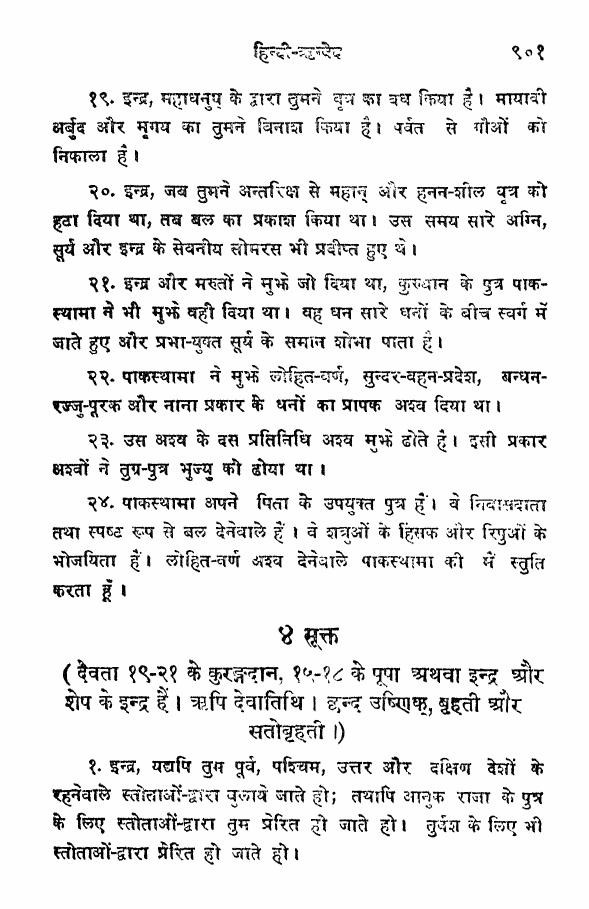 हिन्दी-ऋग्वेद ९०१
१९. इन्द्र, महाधनुष् के द्वारा तुमने वृत्र का वध किया है। मायावी
अर्बुद और मृगय का तुमने विनाश किया है। पर्वत से गौओं को
निकाला है।
२०. इन्द्र, जब तुमने अन्तरिक्ष से महान् और हनन-शील वृत्र को
हटा दिया था, तब बल का प्रकाश किया था। उस समय सारे अग्नि,
सूर्य और इन्द्र के सेवनीय सोमरस भी प्रदीप्त हुए थे।
२१. इन्द्र और मरुतों ने मुझे जो दिया था, कुरुयान के पुत्र पाक-
स्थामा ने भी मुझे वही दिया था। वह धन सारे धनों के बीच स्वर्ग में
जाते हुए और प्रभा-युक्त सूर्य के समान शोभा पाता है।
२२. पाकस्थामा ने मुझे लोहित-वर्ण, सुन्दर-वहन-प्रदेश, बन्धन-
रज्जु-पूरक और नाना प्रकार के धनों का प्रापक अश्व दिया था।
२३. उस अश्व के दस प्रतिनिधि अश्व मुझे ढोते है। इसी प्रकार
अश्वों ने तुग्र-पुत्र भुज्यु को ढोया था।
२४. पाकस्थामा अपने पिता के उपयुक्त पुत्र हैं। वे निवासदाता
तथा स्पष्ट रूप से बल देनेवाले हैं। वे शत्रुओं के हिंसक और रिपुओं के
भोजयिता हैं। लोहित-वर्ण अश्व देनेवाले पाकस्थामा की में स्तुति
करता हूँ।
४ सूक्त
(देवता १९-२१ के कुरङ्गदान, १५-१८ के पूषा अथवा इन्द्र और
शेष के इन्द्र हैं। ऋषि देवातिथि। छन्द उष्णिक्, बृहती और
सतोबृहती।)
१. इन्द्र, यद्यपि तुम पूर्व, पश्चिम, उत्तर और दक्षिण देशों के
रहनेवाले स्तोताओं-द्वारा बुलाये जाते हो; तथापि आनुक राजा के पुत्र
के लिए स्तोताओं-द्वारा तुम प्रेरित हो जाते हो। तुर्वश के लिए भी
स्तोताओं-द्वारा प्रेरित हो जाते हो।